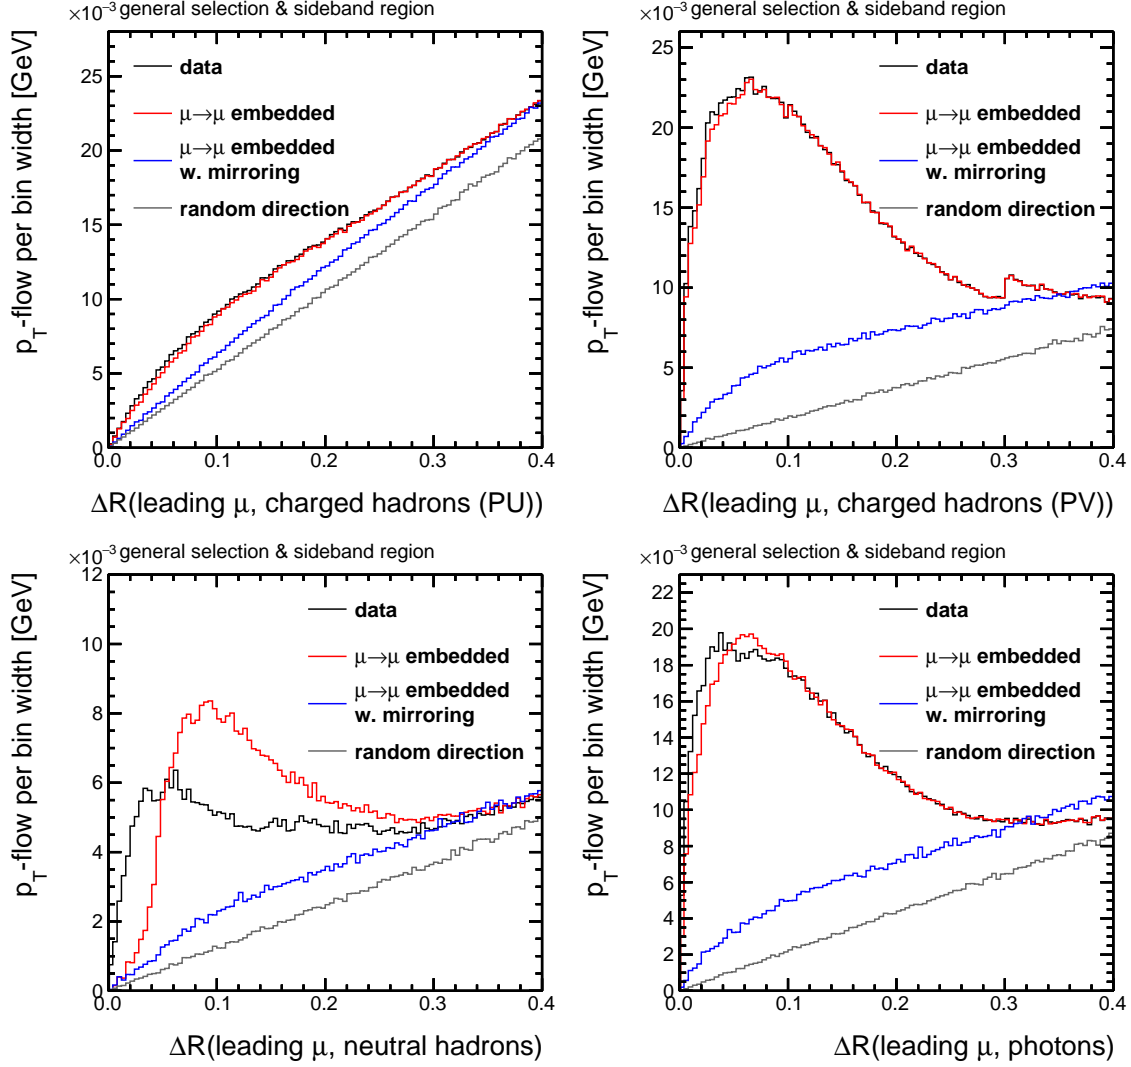 ×10⁻³ general selection & sideband region
p_T-flow per bin width [GeV]
25
20
15
10
5
0
data
μ→μ embedded
μ→μ embedded
w. mirroring
random direction
0.0 0.1 0.2 0.3 0.4
ΔR(leading μ, charged hadrons (PU))
×10⁻³ general selection & sideband region
p_T-flow per bin width [GeV]
25
20
15
10
5
0
data
μ→μ embedded
μ→μ embedded
w. mirroring
random direction
0.0 0.1 0.2 0.3 0.4
ΔR(leading μ, charged hadrons (PV))
×10⁻³ general selection & sideband region
p_T-flow per bin width [GeV]
12
10
8
6
4
2
0
data
μ→μ embedded
μ→μ embedded
w. mirroring
random direction
0.0 0.1 0.2 0.3 0.4
ΔR(leading μ, neutral hadrons)
×10⁻³ general selection & sideband region
p_T-flow per bin width [GeV]
22
20
18
16
14
12
10
8
6
4
2
0
data
μ→μ embedded
μ→μ embedded
w. mirroring
random direction
0.0 0.1 0.2 0.3 0.4
ΔR(leading μ, photons)